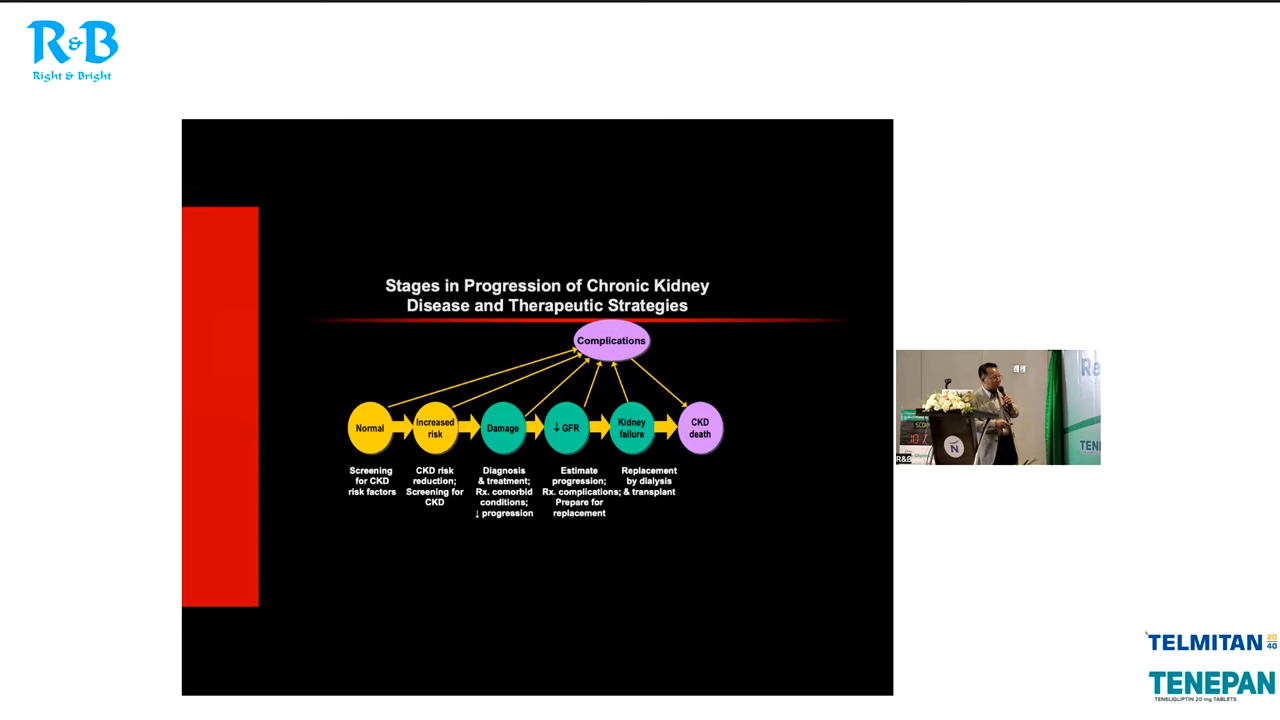 R&B
Right & Bright
Stages in Progression of Chronic Kidney
Disease and Therapeutic Strategies
Complications
Normal
Increased
risk
Damage
↓ GFR
Kidney
failure
CKD
death
Screening
for CKD
risk factors
CKD risk
reduction;
Screening for
CKD
Diagnosis
& treatment;
Rx. comorbid
conditions;
↓ progression
Estimate
progression;
Rx. complications;
Prepare for
replacement
Replacement
by dialysis
& transplant
Re
TENE
N
R&B
TELMITAN 20
40
TENEPAN
TENELIGLIPTIN 20 mg TABLETS